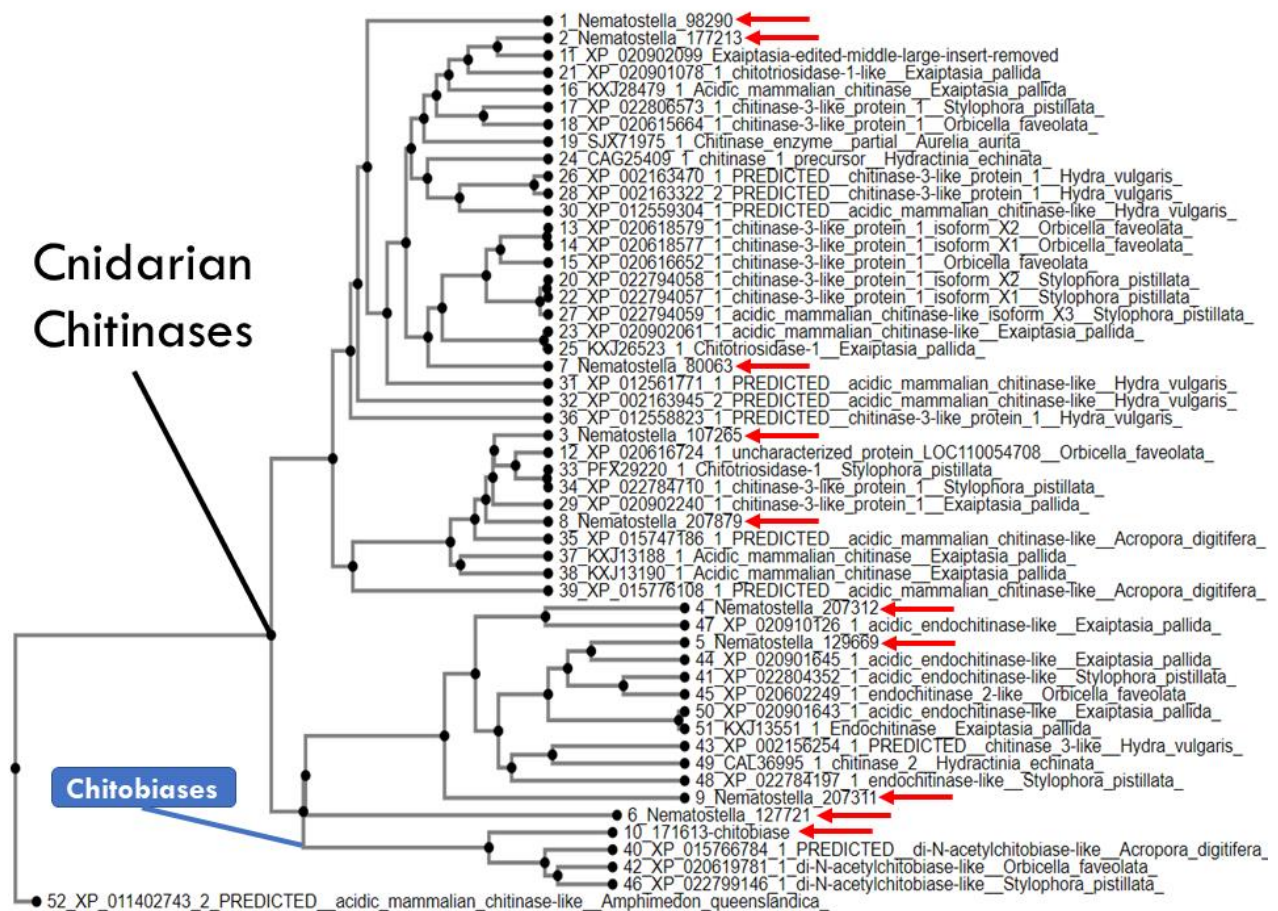 1_Nematostella_98290
2_Nematostella_177213
11_XP_020902099_Exaiptasia-edited-middle-large-insert-removed
21_XP_020901078_1_chitotriosidase-1-like__Exaiptasia_pallida_
16_KXJ28479_1_Acidic_mammalian_chitinase__Exaiptasia_pallida_
17_XP_022806573_1_chitinase-3-like_protein_1__Stylophora_pistillata_
18_XP_020615664_1_chitinase-3-like_protein_1__Orbicella_faveolata_
19_SJX71975_1_Chitinase_enzyme__partial__Aurelia_aurita_
24_CAG25409_1_chitinase_1_precursor__Hydractinia_echinata_
26_XP_002163470_1_PREDICTED__chitinase-3-like_protein_1__Hydra_vulgaris_
28_XP_002163322_2_PREDICTED__chitinase-3-like_protein_1__Hydra_vulgaris_
30_XP_012559304_1_PREDICTED__acidic_mammalian_chitinase-like__Hydra_vulgaris_
13_XP_020618579_1_chitinase-3-like_protein_1_isoform_X2__Orbicella_faveolata_
14_XP_020618577_1_chitinase-3-like_protein_1_isoform_X1__Orbicella_faveolata_
15_XP_020616652_1_chitinase-3-like_protein_1__Orbicella_faveolata_
20_XP_022794058_1_chitinase-3-like_protein_1_isoform_X2__Stylophora_pistillata_
22_XP_022794057_1_chitinase-3-like_protein_1_isoform_X1__Stylophora_pistillata_
27_XP_022794059_1_acidic_mammalian_chitinase-like_isoform_X3__Stylophora_pistillata_
23_XP_020902061_1_acidic_mammalian_chitinase-like__Exaiptasia_pallida_
25_KXJ26523_1_Chitotriosidase-1__Exaiptasia_pallida_
7_Nematostella_80063
31_XP_012561771_1_PREDICTED__acidic_mammalian_chitinase-like__Hydra_vulgaris_
32_XP_002163945_2_PREDICTED__acidic_mammalian_chitinase-like__Hydra_vulgaris_
36_XP_012558823_1_PREDICTED__chitinase-3-like_protein_1__Hydra_vulgaris_
3_Nematostella_107265
12_XP_020616724_1_uncharacterized_protein_LOC110054708__Orbicella_faveolata_
33_PFX29220_1_Chitotriosidase-1__Stylophora_pistillata_
34_XP_022784710_1_chitinase-3-like_protein_1__Stylophora_pistillata_
29_XP_020902240_1_chitinase-3-like_protein_1__Exaiptasia_pallida_
8_Nematostella_207879
35_XP_015747186_1_PREDICTED__acidic_mammalian_chitinase-like__Acropora_digitifera_
37_KXJ13188_1_Acidic_mammalian_chitinase__Exaiptasia_pallida_
38_KXJ13190_1_Acidic_mammalian_chitinase__Exaiptasia_pallida_
39_XP_015776108_1_PREDICTED__acidic_mammalian_chitinase-like__Acropora_digitifera_
4_Nematostella_207312
47_XP_020910126_1_acidic_endochitinase-like__Exaiptasia_pallida_
5_Nematostella_129669
44_XP_020901645_1_acidic_endochitinase-like__Exaiptasia_pallida_
41_XP_022804352_1_acidic_endochitinase-like__Stylophora_pistillata_
45_XP_020602249_1_endochitinase_2-like__Orbicella_faveolata_
50_XP_020901643_1_acidic_endochitinase-like__Exaiptasia_pallida_
51_KXJ13551_1_Endochitinase__Exaiptasia_pallida_
43_XP_002156254_1_PREDICTED__chitinase_3-like__Hydra_vulgaris_
49_CAL36995_1_chitinase_2__Hydractinia_echinata_
48_XP_022784197_1_endochitinase-like__Stylophora_pistillata_
9_Nematostella_207311
6_Nematostella_127721
10_171613-chitobiase
40_XP_015766784_1_PREDICTED__di-N-acetylchitobiase-like__Acropora_digitifera_
42_XP_020619781_1_di-N-acetylchitobiase-like__Orbicella_faveolata_
46_XP_022799146_1_di-N-acetylchitobiase-like__Stylophora_pistillata_
52_XP_011402743_2_PREDICTED__acidic_mammalian_chitinase-like__Amphimedon_queenslandica_
Cnidarian
Chitinases
Chitobiases